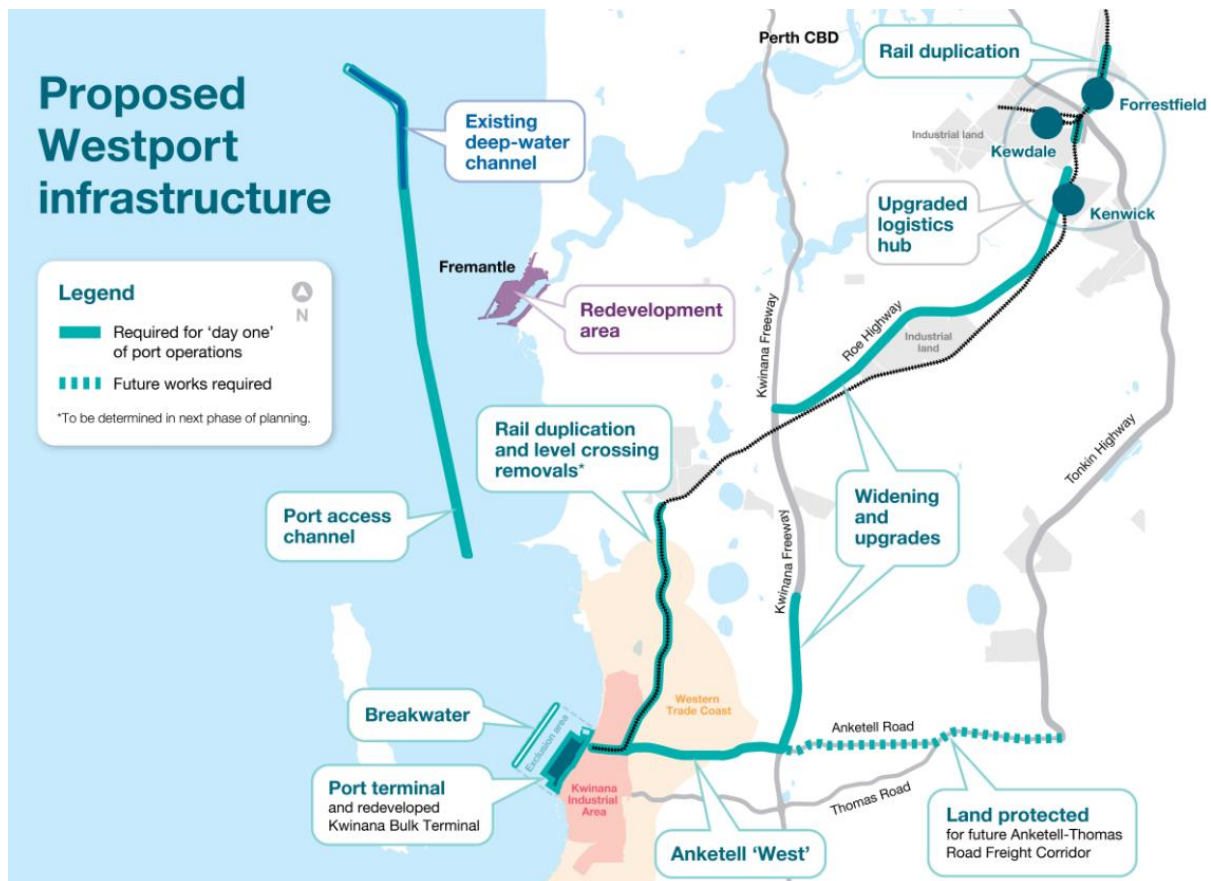 Proposed
Westport
infrastructure
Legend
N
Required for ‘day one’
of port operations
Future works required
*To be determined in next phase of planning.
Existing
deep-water
channel
Perth CBD
Rail duplication
Forrestfield
Industrial land
Kewdale
Upgraded
logistics
hub
Kenwick
Fremantle
Redevelopment
area
Kwinana Freeway
Roe Highway
Industrial
land
Tonkin Highway
Rail duplication
and level crossing
removals*
Port access
channel
Widening
and
upgrades
Kwinana Freeway
Breakwater
Exclusion area
Western
Trade Coast
Anketell Road
Port terminal
and redeveloped
Kwinana Bulk Terminal
Kwinana
Industrial
Area
Thomas Road
Anketell ‘West’
Land protected
for future Anketell-Thomas
Road Freight Corridor